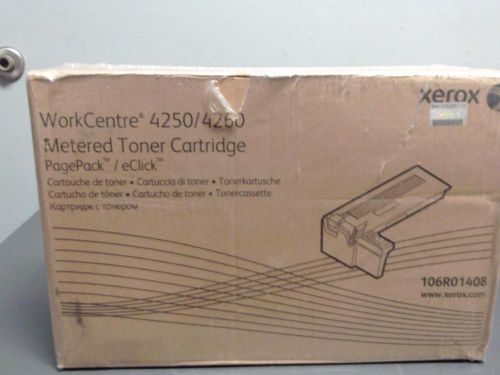 WorkCentre® 4250/4260
Metered Toner Cartridge
PagePack™ / eClick™
Cartouche de toner • Cartuccia di toner • Tonerkartusche
Cartucho de tóner • Cartucho de toner • Tonercassette
Картридж с тонером
xerox
106R01408
www.xerox.com